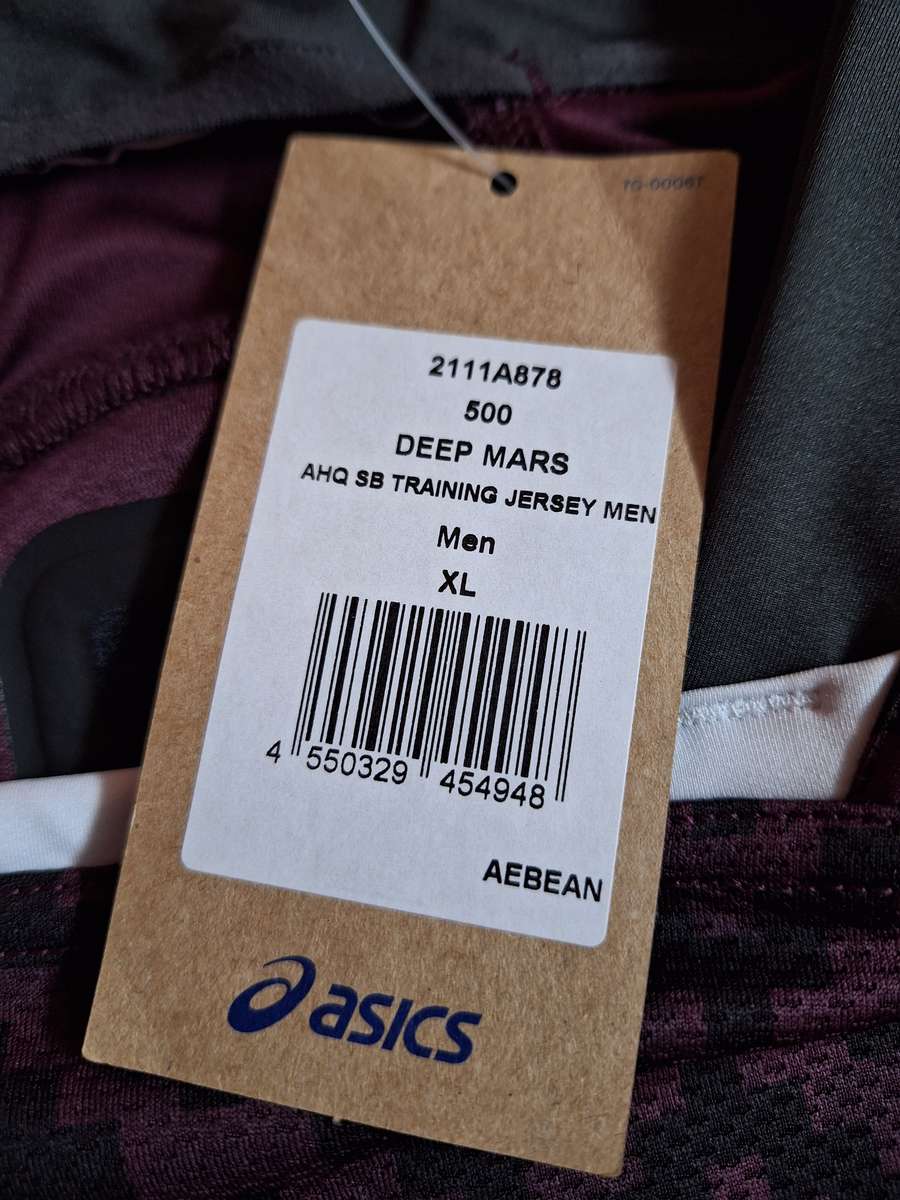 TG-0006T
2111A878
500
DEEP MARS
AHQ SB TRAINING JERSEY MEN
Men
XL
4 550329 454948
AEBEAN
asics